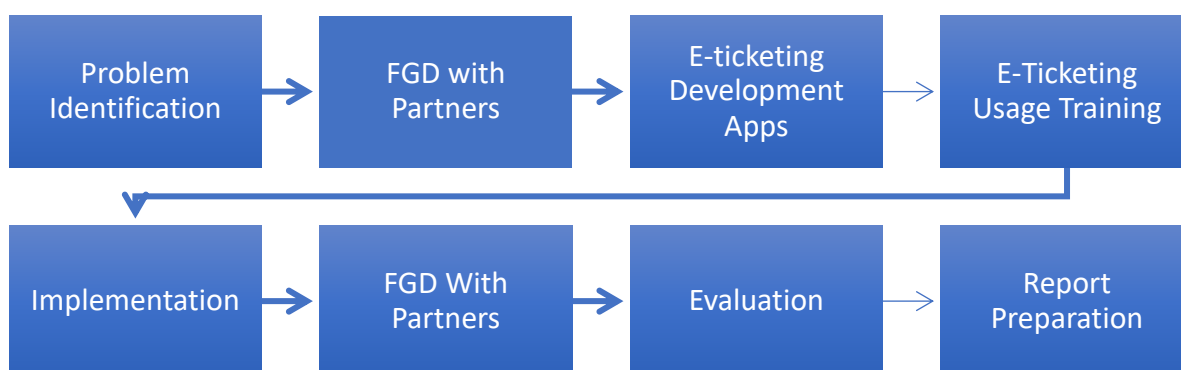 Problem
Identification
FGD with
Partners
E-ticketing
Development
Apps
E-Ticketing
Usage Training
Implementation
FGD With
Partners
Evaluation
Report
Preparation